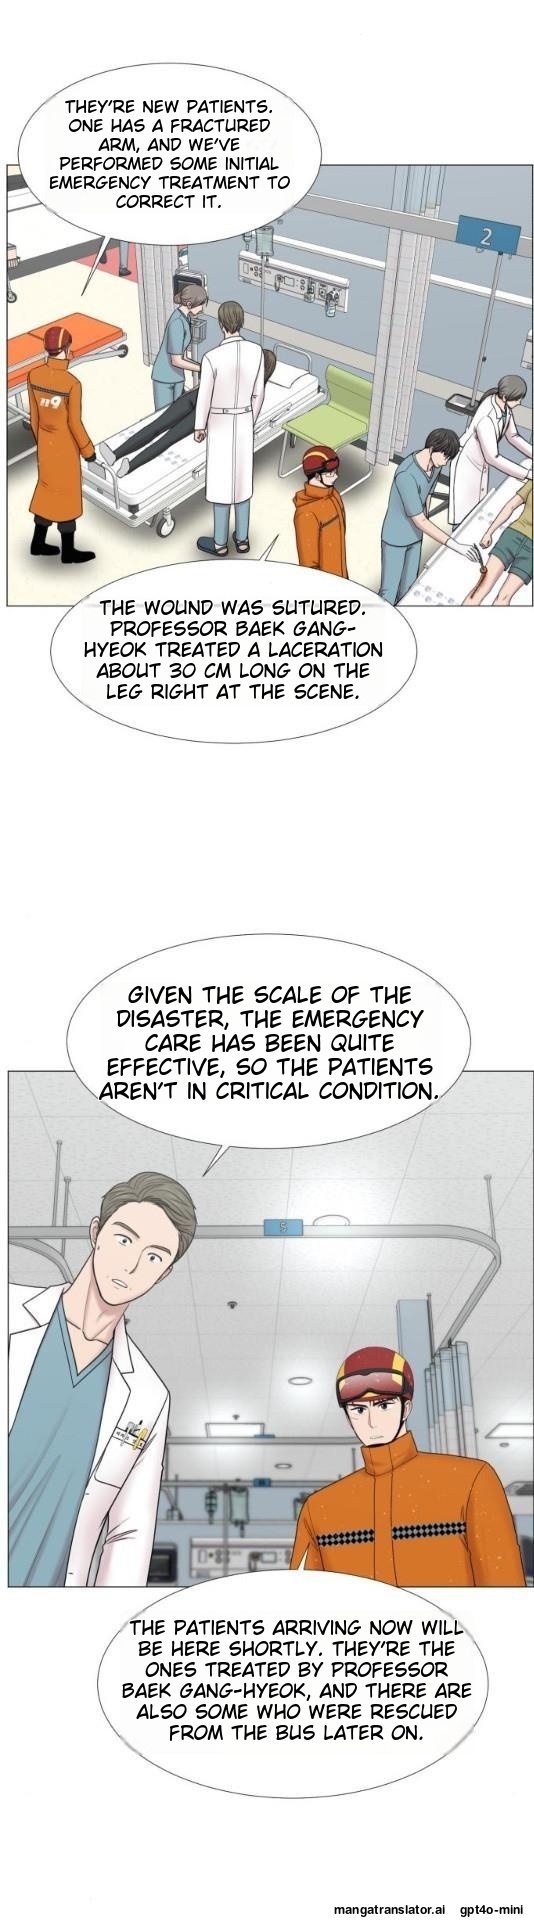 THEY'RE NEW PATIENTS.
ONE HAS A FRACTURED
ARM, AND WE'VE
PERFORMED SOME INITIAL
EMERGENCY TREATMENT TO
CORRECT IT.
2
119
THE WOUND WAS SUTURED.
PROFESSOR BAEK GANG-
HYEOK TREATED A LACERATION
ABOUT 30 CM LONG ON THE
LEG RIGHT AT THE SCENE.
GIVEN THE SCALE OF THE
DISASTER, THE EMERGENCY
CARE HAS BEEN QUITE
EFFECTIVE, SO THE PATIENTS
AREN'T IN CRITICAL CONDITION.
5
THE PATIENTS ARRIVING NOW WILL
BE HERE SHORTLY. THEY'RE THE
ONES TREATED BY PROFESSOR
BAEK GANG-HYEOK, AND THERE ARE
ALSO SOME WHO WERE RESCUED
FROM THE BUS LATER ON.
mangatranslator.ai gpt4o-mini